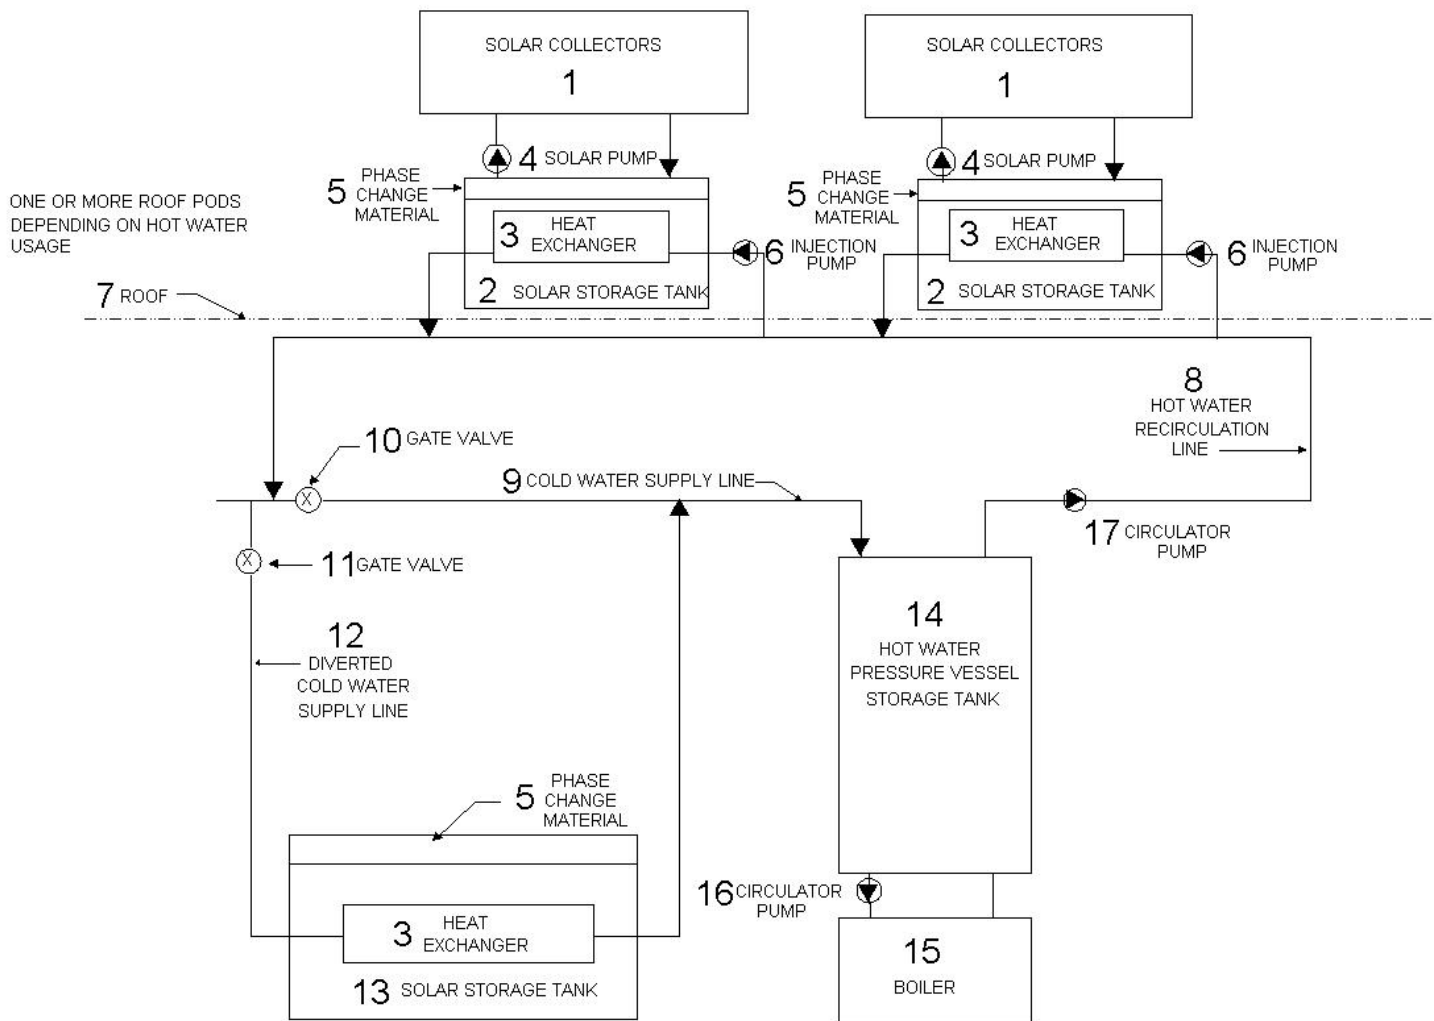 SOLAR COLLECTORS
1
SOLAR COLLECTORS
1
4 SOLAR PUMP
4 SOLAR PUMP
5 PHASE
CHANGE
MATERIAL
5 PHASE
CHANGE
MATERIAL
ONE OR MORE ROOF PODS
DEPENDING ON HOT WATER
USAGE
3 HEAT
EXCHANGER
3 HEAT
EXCHANGER
6 INJECTION
PUMP
6 INJECTION
PUMP
2 SOLAR STORAGE TANK
2 SOLAR STORAGE TANK
7 ROOF
8
HOT WATER
RECIRCULATION
LINE
10 GATE VALVE
X
9 COLD WATER SUPPLY LINE
17 CIRCULATOR
PUMP
X
11 GATE VALVE
12
DIVERTED
COLD WATER
SUPPLY LINE
14
HOT WATER
PRESSURE VESSEL
STORAGE TANK
5 PHASE
CHANGE
MATERIAL
16 CIRCULATOR
PUMP
3 HEAT
EXCHANGER
13 SOLAR STORAGE TANK
15
BOILER